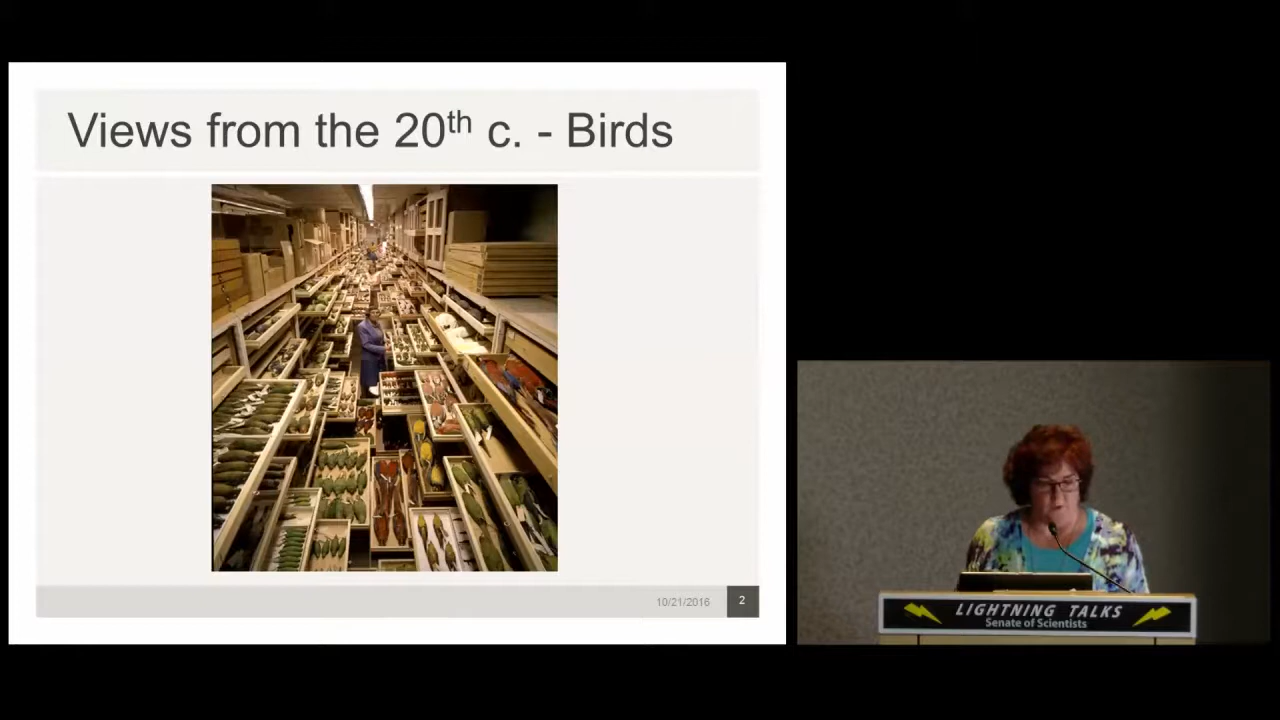 Views from the 20th c. - Birds
10/21/2016
2
LIGHTNING TALKS
Senate of Scientists